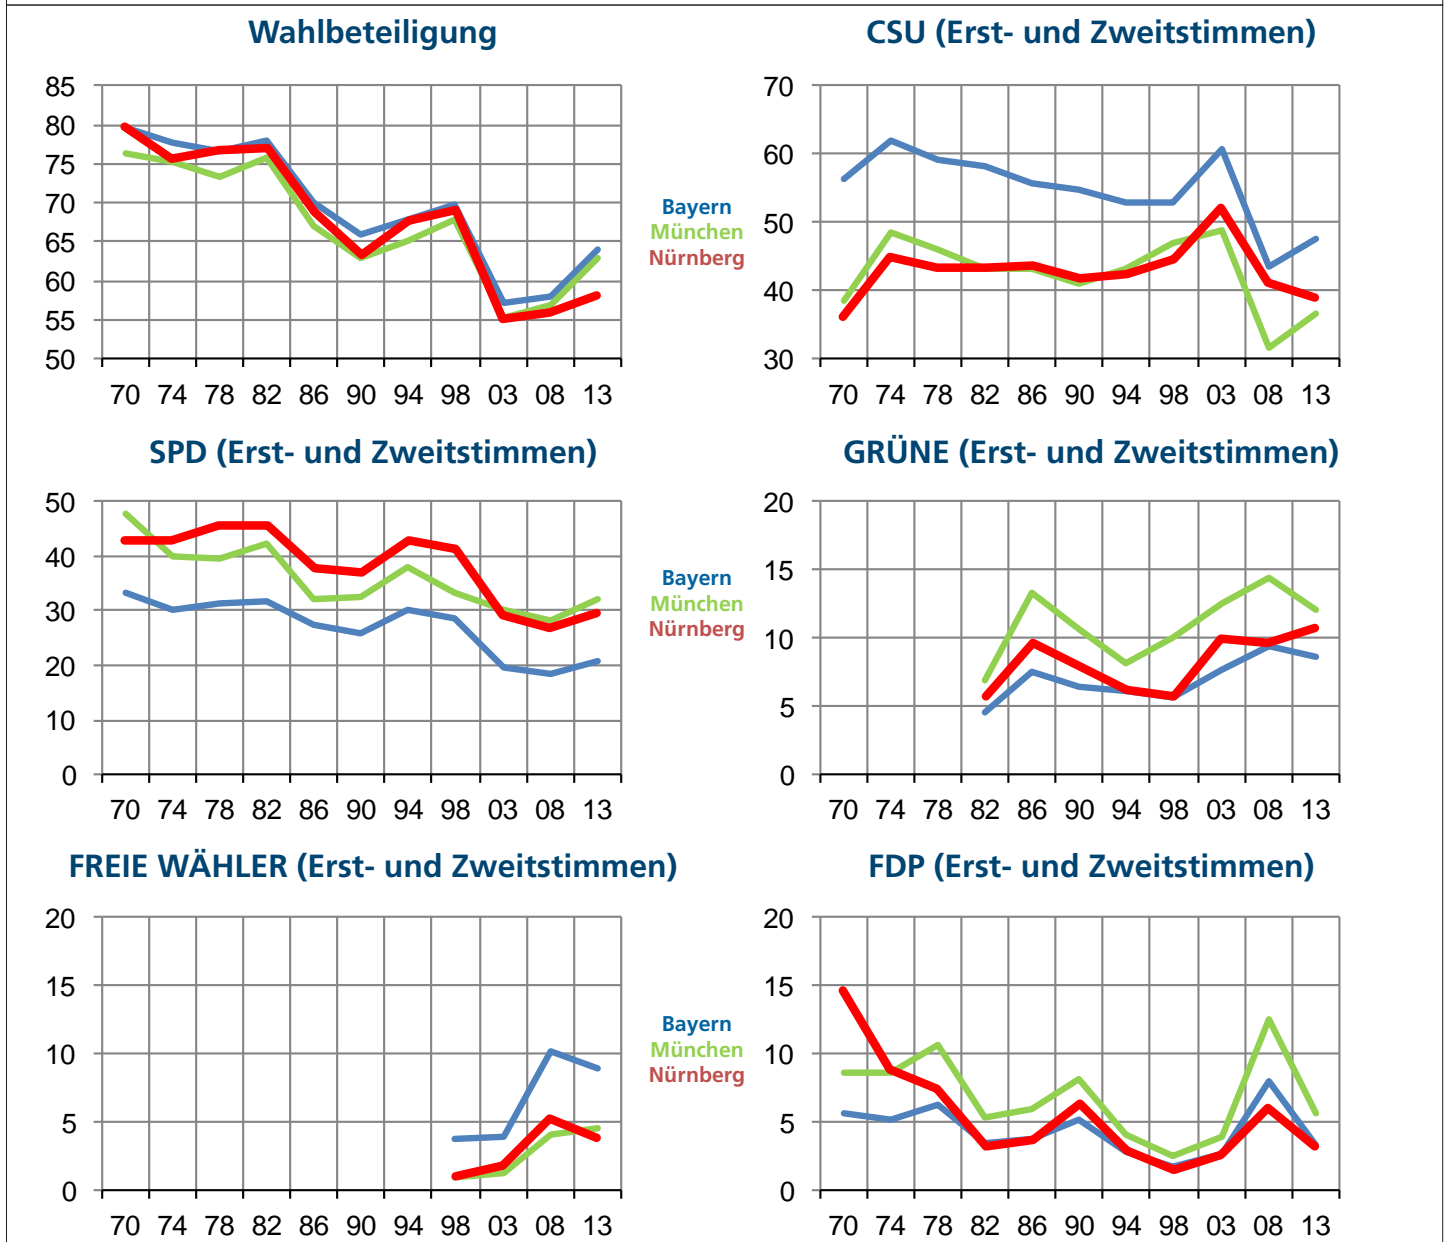 Wahlbeteiligung
85
80
75
70
65
60
55
50
70 74 78 82 86 90 94 98 03 08 13
Bayern
München
Nürnberg
CSU (Erst- und Zweitstimmen)
70
60
50
40
30
70 74 78 82 86 90 94 98 03 08 13
SPD (Erst- und Zweitstimmen)
50
40
30
20
10
0
70 74 78 82 86 90 94 98 03 08 13
Bayern
München
Nürnberg
GRÜNE (Erst- und Zweitstimmen)
20
15
10
5
0
70 74 78 82 86 90 94 98 03 08 13
FREIE WÄHLER (Erst- und Zweitstimmen)
20
15
10
5
0
70 74 78 82 86 90 94 98 03 08 13
Bayern
München
Nürnberg
FDP (Erst- und Zweitstimmen)
20
15
10
5
0
70 74 78 82 86 90 94 98 03 08 13